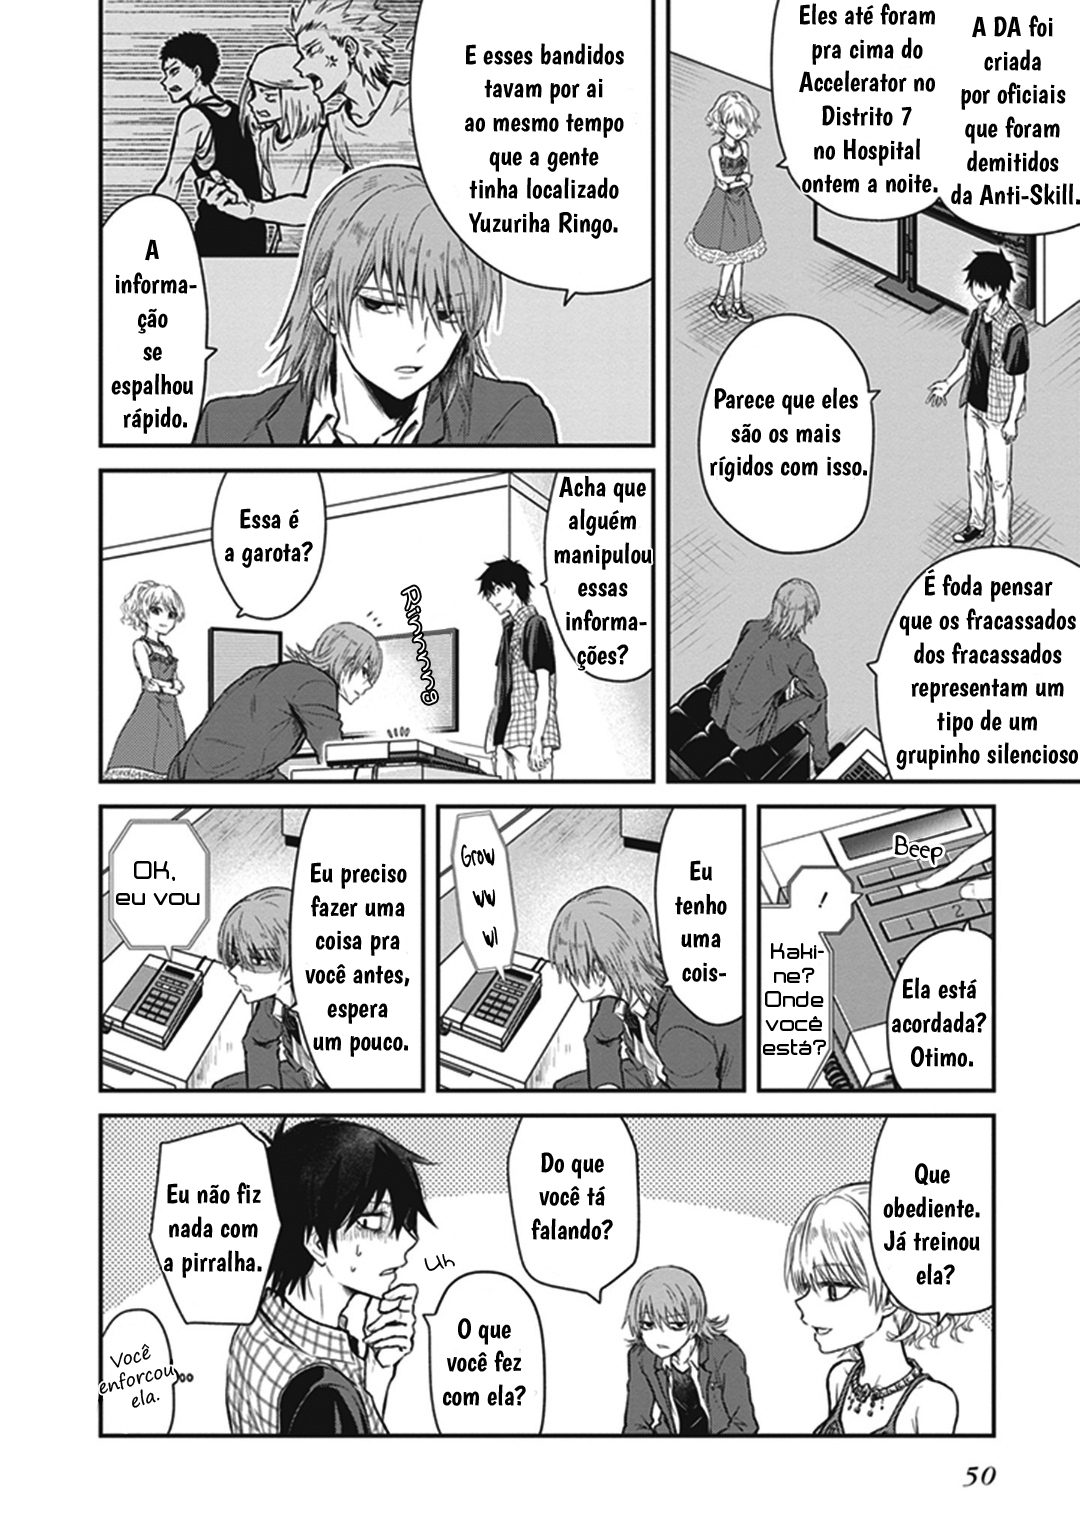 A DA foi
criada
por oficiais
que foram
demitidos
da Anti-Skill.
Eles até foram
pra cima do
Accelerator no
Distrito 7
no Hospital
ontem a noite.
Parece que eles
são os mais
rígidos com isso.
É foda pensar
que os fracassados
dos fracassados
representam um
tipo de um
grupinho silencioso
E esses bandidos
tavam por ai
ao mesmo tempo
que a gente
tinha localizado
Yuzuriha Ringo.
A
informa-
ção
se
espalhou
rápido.
Acha que
alguém
manipulou
essas
informa-
ções?
Riiiiiing
Essa é
a garota?
Beep
2
Ela está
acordada?
Otimo.
!
Kaki-
ne?
Onde
você
está?
Eu
tenho
uma
cois-
Grow
ww
wl
Eu preciso
fazer uma
coisa pra
você antes,
espera
um pouco.
OK,
eu vou
Que
obediente.
Já treinou
ela?
Do que
você tá
falando?
O que
você fez
com ela?
Uh
Eu não fiz
nada com
a pirralha.
Você
enforcou
ela.
...
50